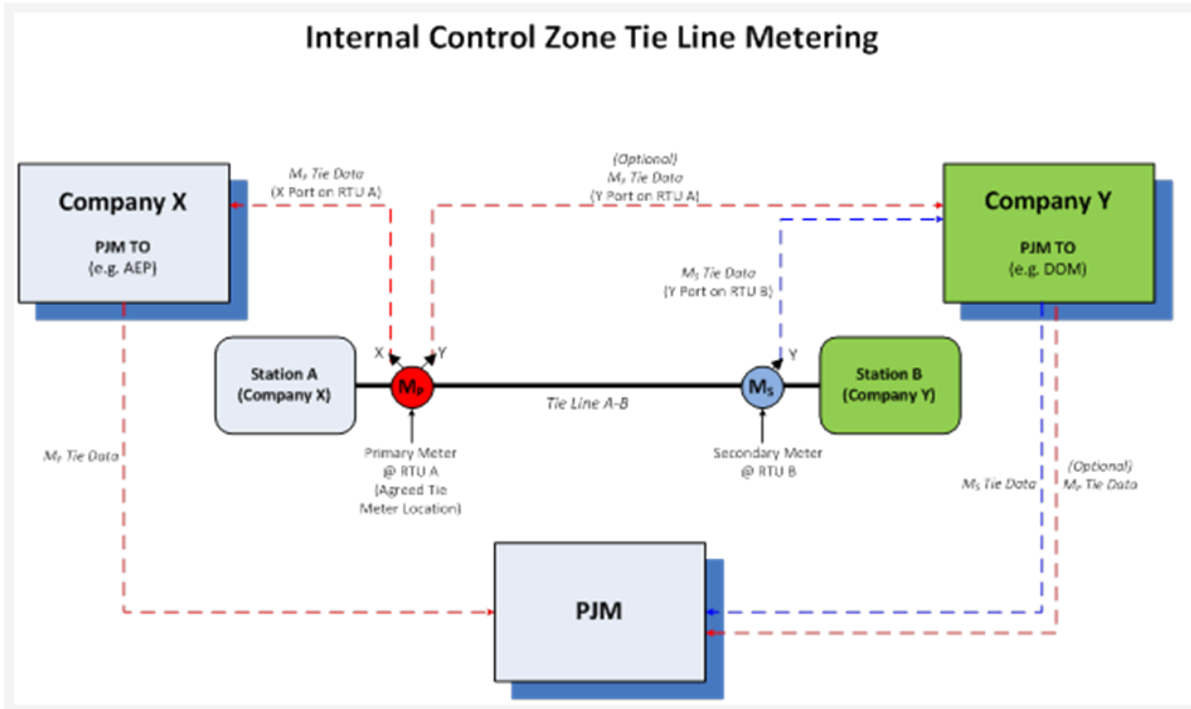 Internal Control Zone Tie Line Metering
Company X
PJM TO
(e.g. AEP)
Mₚ Tie Data
(X Port on RTU A)
(Optional)
Mₚ Tie Data
(Y Port on RTU A)
Company Y
PJM TO
(e.g. DOM)
Mₛ Tie Data
(Y Port on RTU B)
Station A
(Company X)
X
Y
Mₚ
Tie Line A-B
Y
Mₛ
Station B
(Company Y)
Primary Meter
@ RTU A
(Agreed Tie
Meter Location)
Secondary Meter
@ RTU B
Mₚ Tie Data
Mₛ Tie Data
(Optional)
Mₚ Tie Data
PJM